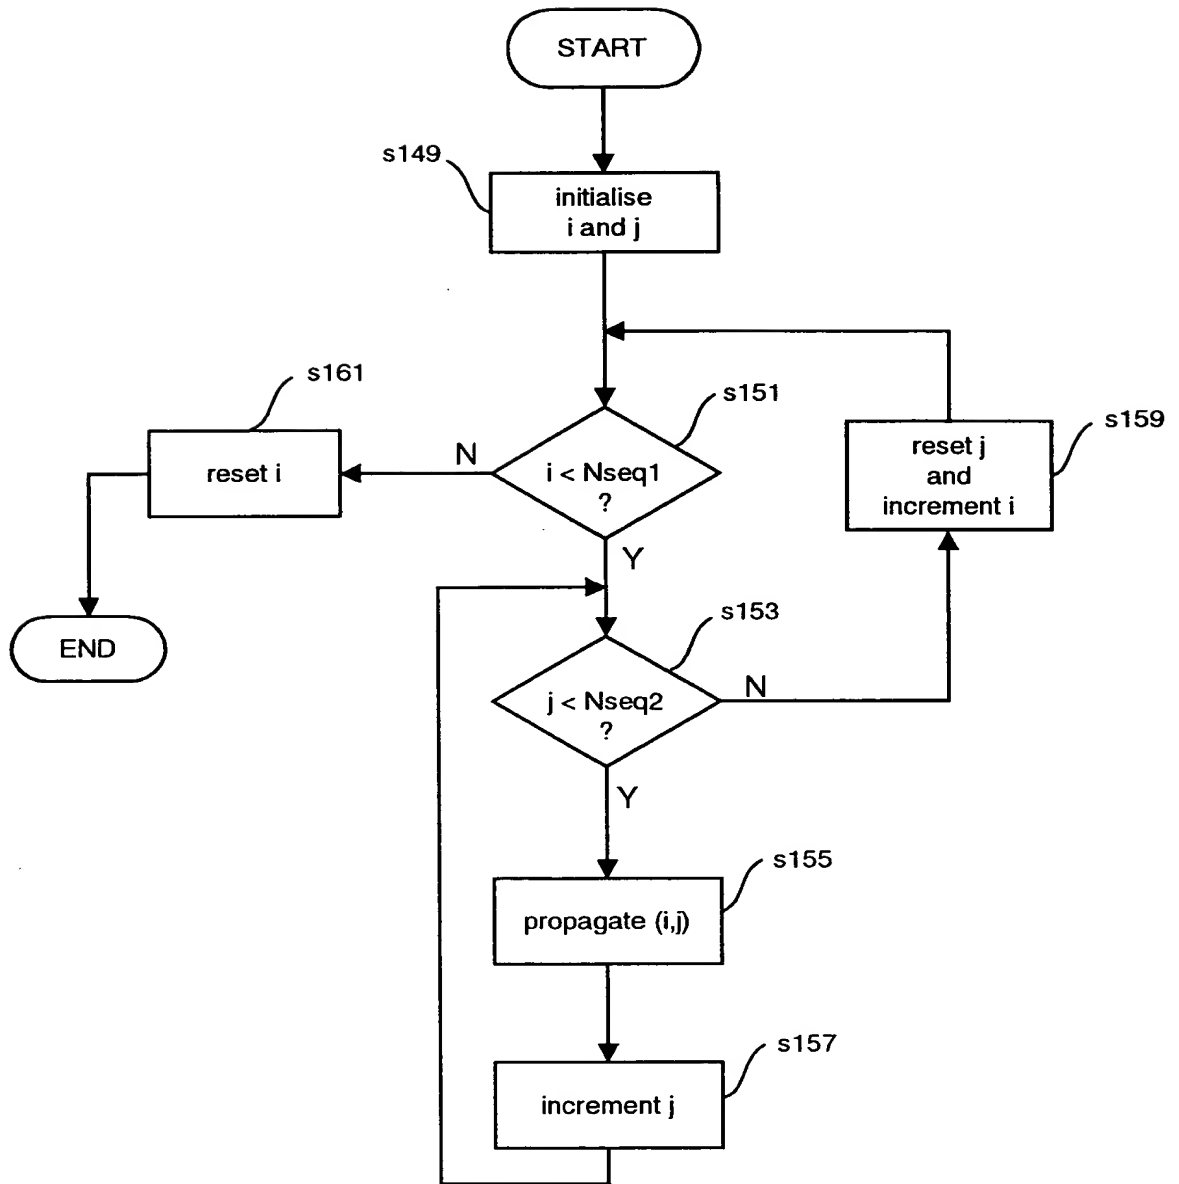 START
s149
initialise
i and j
s161
s151
s159
reset i
N
i < Nseq1
?
reset j
and
increment i
Y
END
s153
j < Nseq2
?
N
Y
s155
propagate (i,j)
s157
increment j